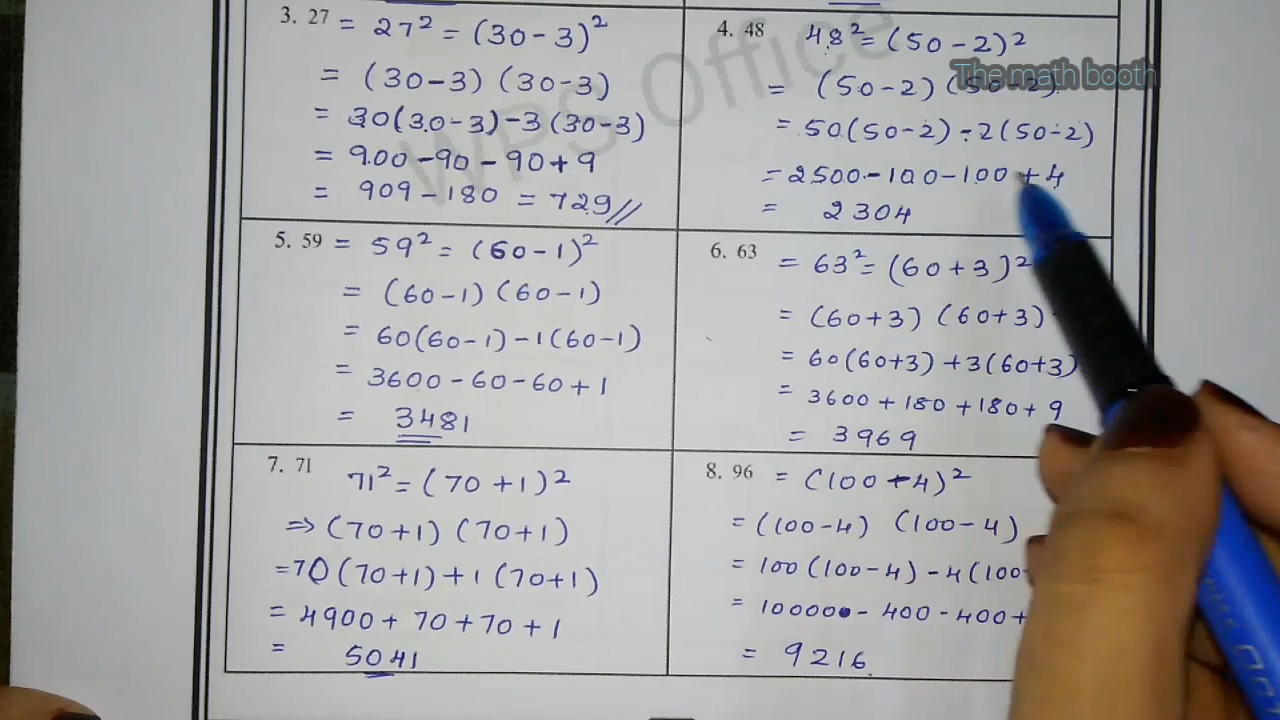 3. 27 = 27² = (30 - 3)²
= (30 - 3) (30 - 3)
= 30(30 - 3) - 3 (30 - 3)
= 900 - 90 - 90 + 9
= 909 - 180 = 729//
4. 48 48² = (50 - 2)²
The math booth
= (50 - 2) (50 - 2)
= 50(50 - 2) - 2(50 - 2)
= 2500 - 100 - 100 + 4
= 2304
WPS Office
5. 59 = 59² = (60 - 1)²
= (60 - 1) (60 - 1)
= 60(60 - 1) - 1(60 - 1)
= 3600 - 60 - 60 + 1
= 3481
6. 63 = 63² = (60 + 3)²
= (60 + 3) (60 + 3)
= 60(60 + 3) + 3(60 + 3)
= 3600 + 180 + 180 + 9
= 3969
7. 71 71² = (70 + 1)²
⇒ (70 + 1) (70 + 1)
= 70 (70 + 1) + 1 (70 + 1)
= 4900 + 70 + 70 + 1
= 5041
8. 96 = (100 - 4)²
= (100 - 4) (100 - 4)
= 100 (100 - 4) - 4 (100
= 10000 - 400 - 400 +
= 9216